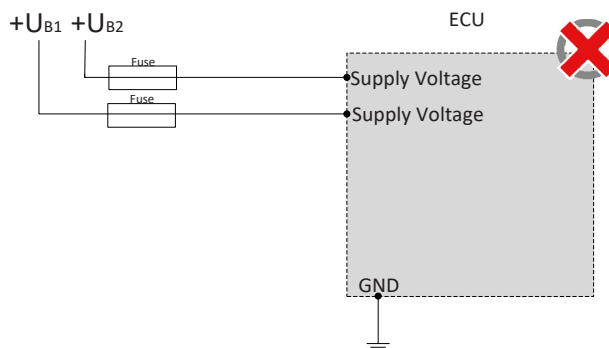 +UB1 +UB2
ECU
Fuse
Supply Voltage
Fuse
Supply Voltage
GND